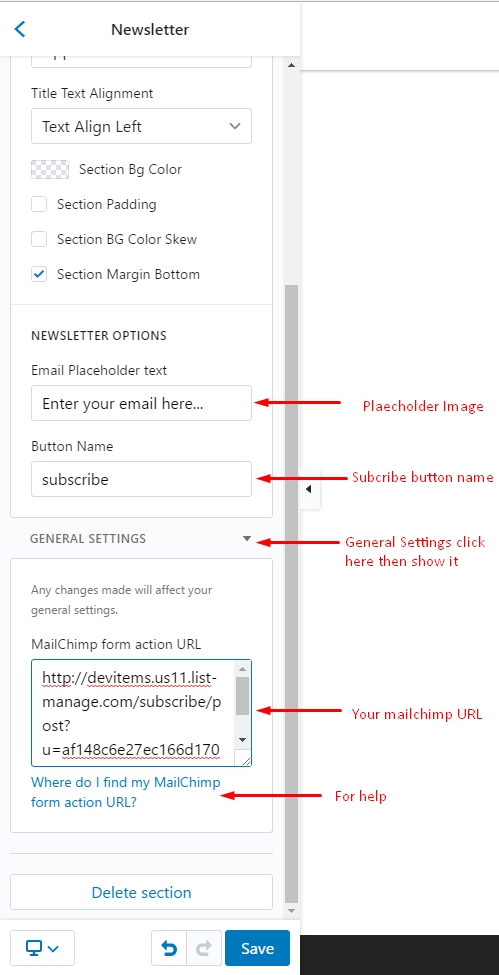 Newsletter
Title Text Alignment
Text Align Left
Section Bg Color
Section Padding
Section BG Color Skew
Section Margin Bottom
NEWSLETTER OPTIONS
Email Placeholder text
Enter your email here...
Plaecholder Image
Button Name
subscribe
Subcribe button name
GENERAL SETTINGS
General Settings click
here then show it
Any changes made will affect your
general settings.
MailChimp form action URL
http://devitems.us11.list-
manage.com/subscribe/p
ost?
u=af148c6e27ec166d170
Your mailchimp URL
Where do I find my MailChimp
form action URL?
For help
Delete section
Save